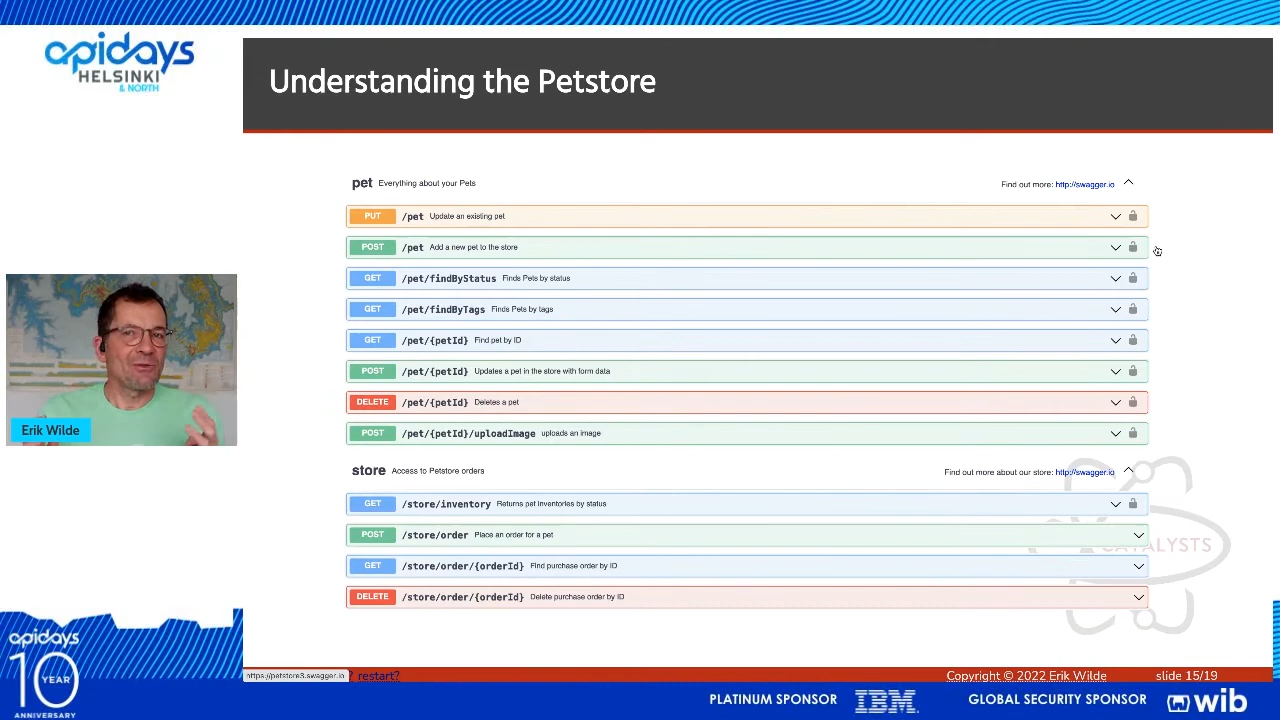 apidays
HELSINKI
& NORTH
Understanding the Petstore
pet Everything about your Pets
Find out more: http://swagger.io
PUT /pet Update an existing pet
POST /pet Add a new pet to the store
GET /pet/findByStatus Finds Pets by status
GET /pet/findByTags Finds Pets by tags
GET /pet/{petId} Find pet by ID
POST /pet/{petId} Updates a pet in the store with form data
DELETE /pet/{petId} Deletes a pet
POST /pet/{petId}/uploadImage uploads an image
Erik Wilde
store Access to Petstore orders
Find out more about our store: http://swagger.io
GET /store/inventory Returns pet inventories by status
POST /store/order Place an order for a pet
GET /store/order/{orderId} Find purchase order by ID
DELETE /store/order/{orderId} Delete purchase order by ID
CATALYSTS
apidays
10 YEAR
ANNIVERSARY
https://petstore3.swagger.io ? restart?
Copyright © 2022 Erik Wilde
slide 15/19
PLATINUM SPONSOR IBM
GLOBAL SECURITY SPONSOR wib